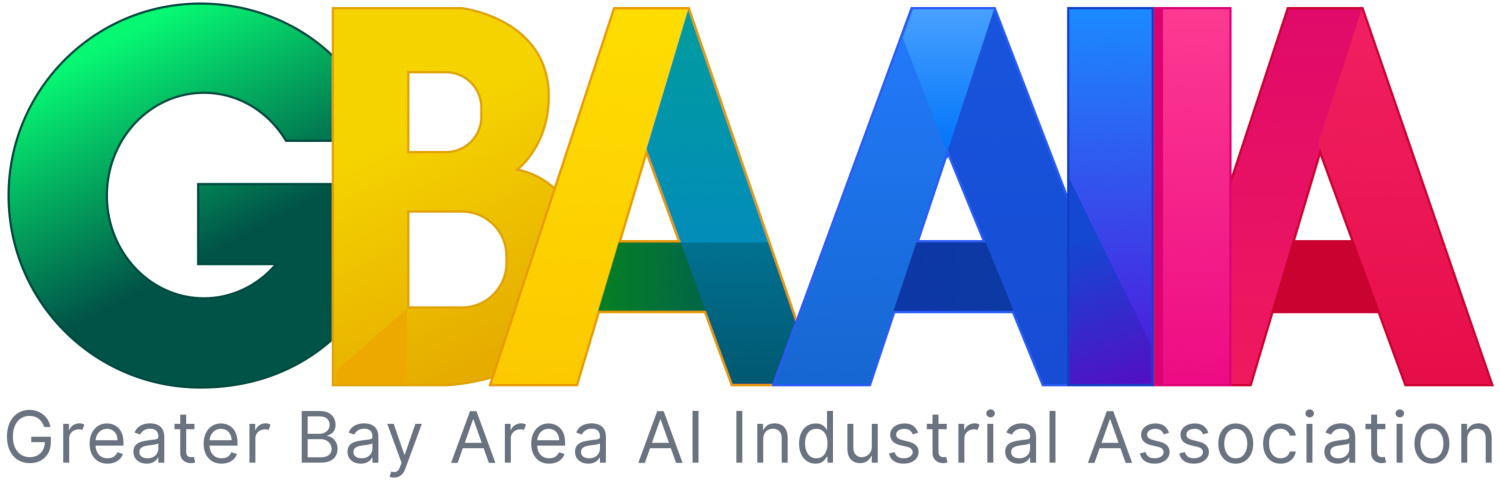 GBAAIIA
Greater Bay Area AI Industrial Association